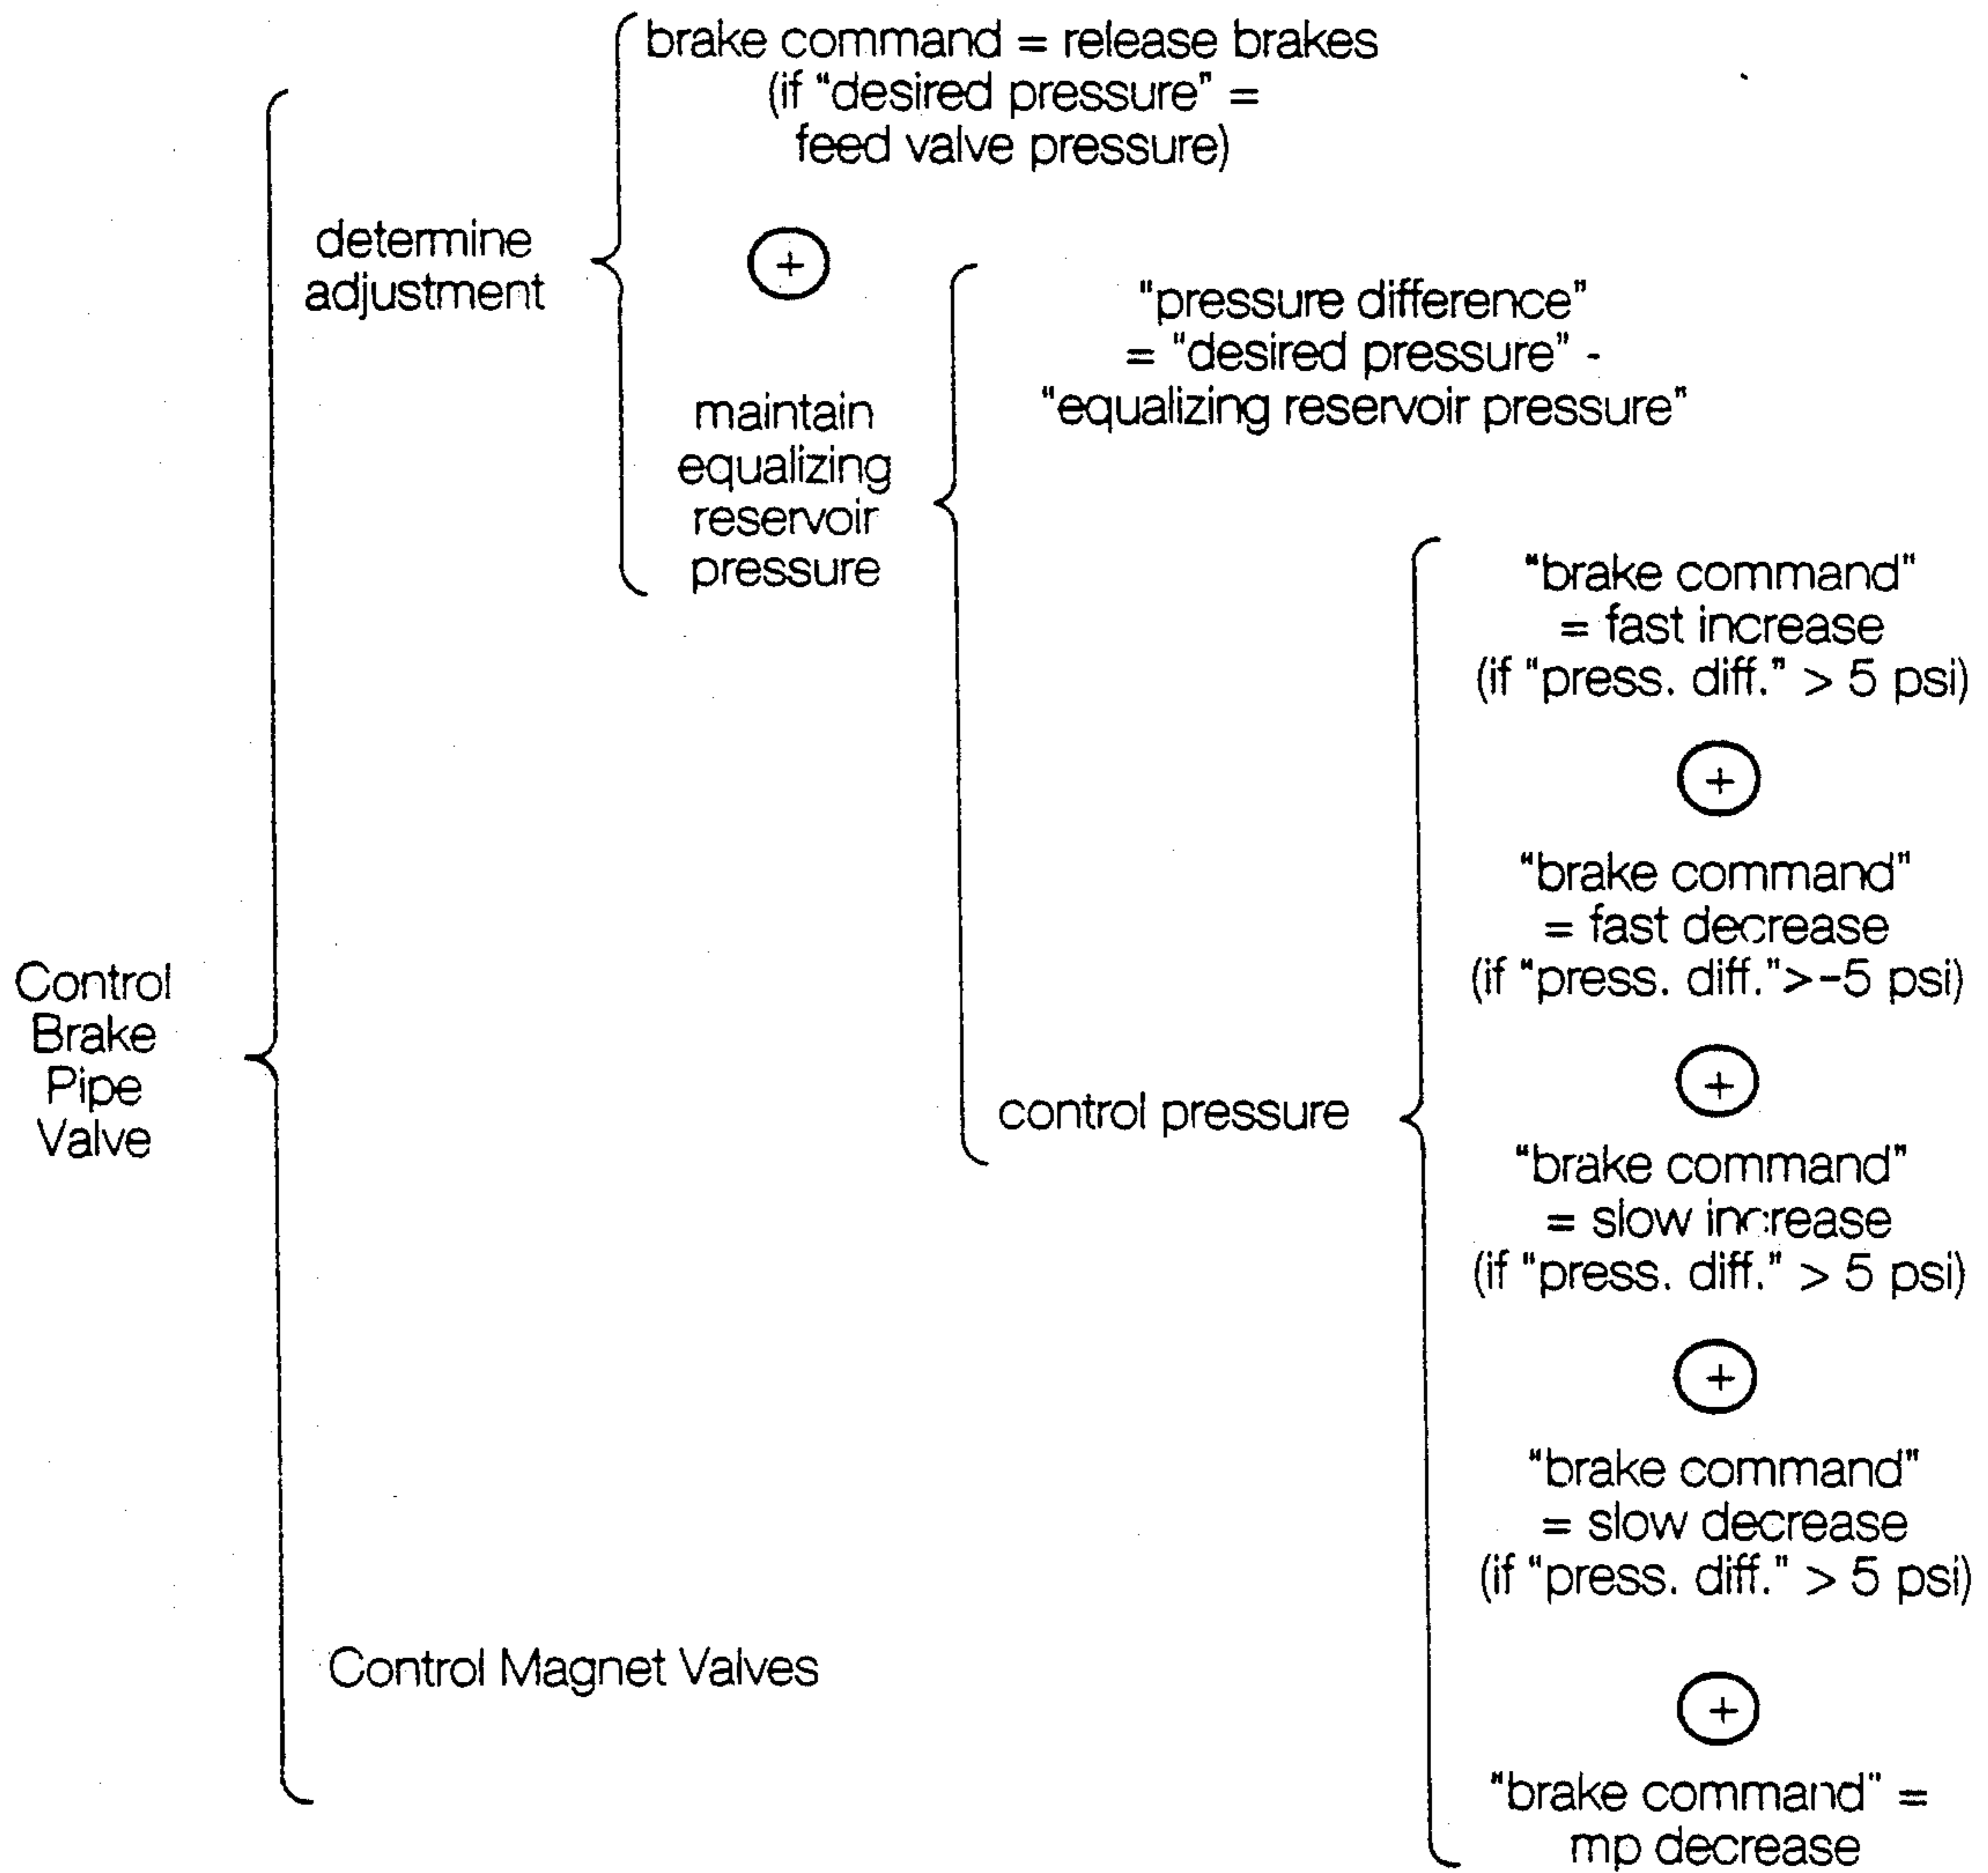 brake command = release brakes
(if "desired pressure" =
feed valve pressure)
determine
adjustment
+
"pressure difference"
= "desired pressure" -
"equalizing reservoir pressure"
maintain
equalizing
reservoir
pressure
"brake command"
= fast increase
(if "press. diff." > 5 psi)
+
"brake command"
= fast decrease
(if "press. diff.">-5 psi)
Control
Brake
Pipe
Valve
+
control pressure
"brake command"
= slow increase
(if "press. diff." > 5 psi)
+
"brake command"
= slow decrease
(if "press. diff." > 5 psi)
Control Magnet Valves
+
"brake command" =
mp decrease